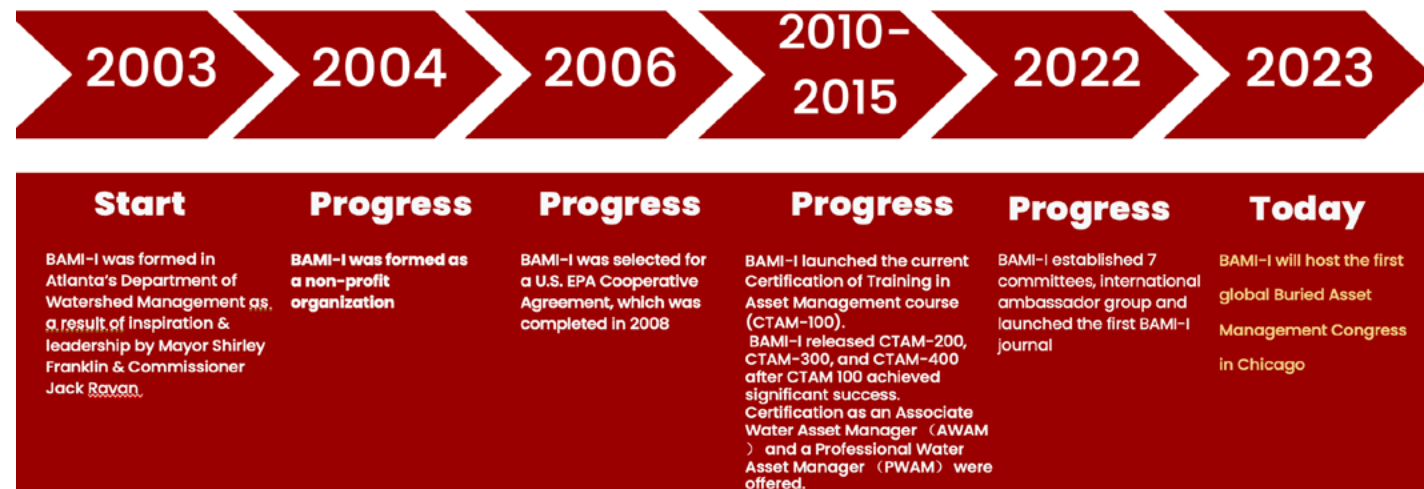 2003
2004
2006
2010-
2015
2022
2023
Start
BAMI-I was formed in
Atlanta's Department of
Watershed Management as
a result of inspiration &
leadership by Mayor Shirley
Franklin & Commissioner
Jack Ravan
Progress
BAMI-I was formed as
a non-profit
organization
Progress
BAMI-I was selected for
a U.S. EPA Cooperative
Agreement, which was
completed in 2008
Progress
BAMI-I launched the current
Certification of Training in
Asset Management course
(CTAM-100).
BAMI-I released CTAM-200,
CTAM-300, and CTAM-400
after CTAM 100 achieved
significant success.
Certification as an Associate
Water Asset Manager （AWAM
） and a Professional Water
Asset Manager （PWAM） were
offered.
Progress
BAMI-I established 7
committees, international
ambassador group and
launched the first BAMI-I
journal
Today
BAMI-I will host the first
global Buried Asset
Management Congress
in Chicago